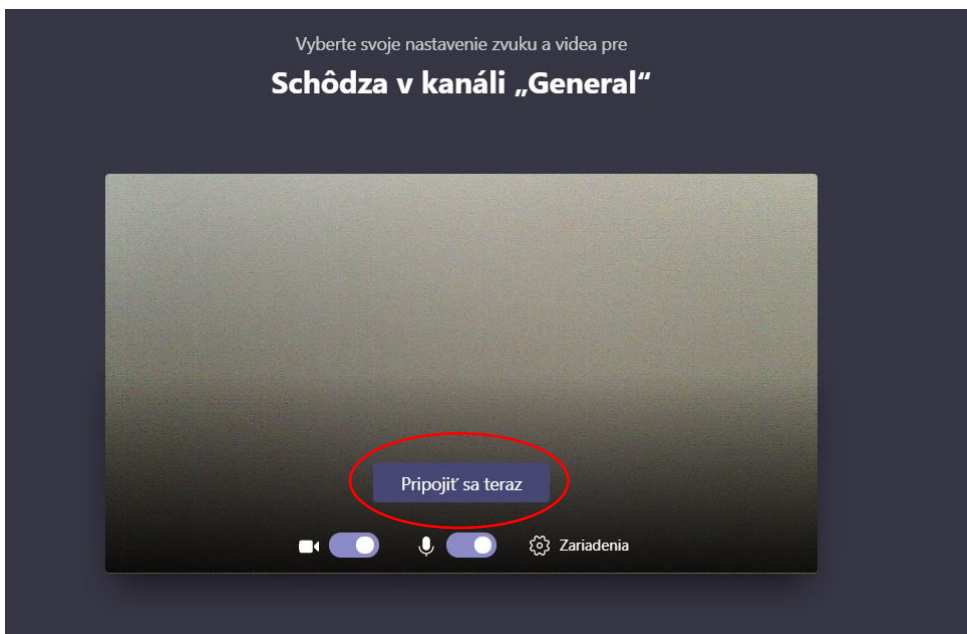 Vyberte svoje nastavenie zvuku a videa pre
Schôdza v kanáli „General“
Pripojiť sa teraz
Zariadenia